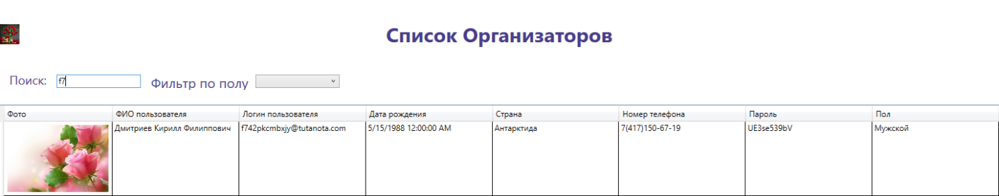 Список Организаторов
Поиск: f7 Фильтр по полу
Фото ФИО пользователя Логин пользователя Дата рождения Страна Номер телефона Пароль Пол
Дмитриев Кирилл Филиппович f742pkcmbxjy@tutanota.com 5/15/1988 12:00:00 AM Антарктида 7(417)150-67-19 UE3se539bV Мужской